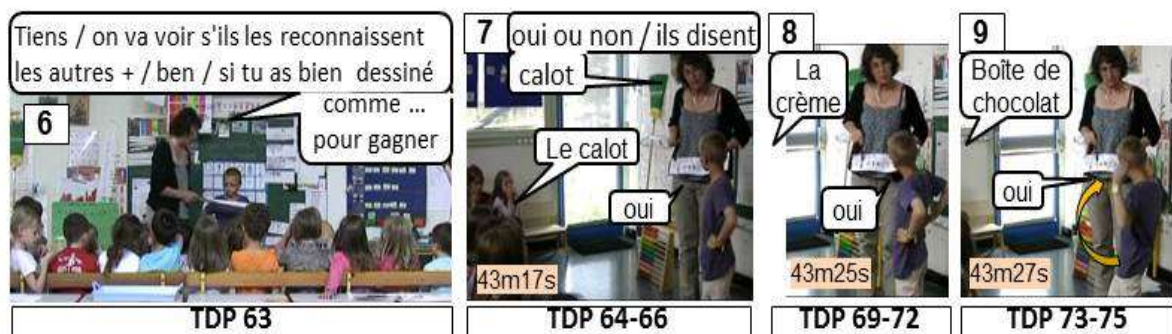 Tiens / on va voir s'ils les reconnaissent
les autres + / ben / si tu as bien dessiné
comme ...
pour gagner
6
7
oui ou non / ils disent
calot
Le calot
oui
43m17s
8
La
crème
oui
43m25s
9
Boîte de
chocolat
oui
43m27s
TDP 63
TDP 64-66
TDP 69-72
TDP 73-75